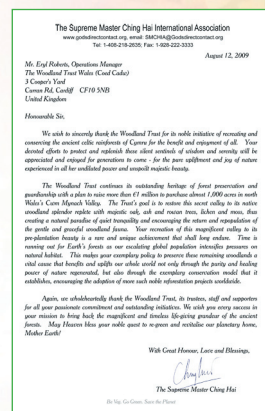 The Supreme Master Ching Hai International Association
www.godsdirectcontact.org, email: SMCHIA@Godsdirectcontact.org
Tel: 1-408-218-2635; Fax: 1-928-222-3333
August 12, 2009
Mr. Eryl Roberts, Operations Manager
The Woodland Trust Wales (Coed Cadw)
3 Cooper's Yard
Curran Rd, Cardiff CF10 5NB
United Kingdom
Honourable Sir,
We wish to sincerely thank the Woodland Trust for its noble initiative of recreating and
conserving the ancient celtic rainforests of Cymru for the benefit and enjoyment of all. Your
devoted efforts to protect and replenish these silent sentinels of wisdom and serenity will be
appreciated and enjoyed for generations to come - for the pure upliftment and joy of nature
experienced in all her undiluted power and unspoilt majestic beauty.
The Woodland Trust continues its outstanding heritage of forest preservation and
guardianship with a plan to raise more than £1 million to purchase almost 1,000 acres in north
Wales's Cwm Mynach Valley. The Trust's goal is to restore this secret valley to its native
woodland splendor replete with majestic oak, ash and rowan trees, lichen and moss, thus
creating a natural paradise of quiet tranquility and encouraging the return and repopulation of
the gentle and graceful woodland fauna. Your recreation of this magnificent valley to its
pre-plantation beauty is a rare and unique achievement that shall long endure. Time is
running out for Earth's forests as our escalating global population intensifies pressures on
natural habitat. This makes your exemplary policy to preserve these remaining woodlands a
vital cause that benefits and uplifts our whole world not only through the purity and healing
power of nature regenerated, but also through the exemplary conservation model that it
establishes, encouraging the adoption of more such noble reforestation projects worldwide.
Again, we wholeheartedly thank the Woodland Trust, its trustees, staff and supporters
for all your passionate commitment and outstanding initiatives. We wish you every success in
your mission to bring back the magnificent and timeless life-giving grandeur of the ancient
forests. May Heaven bless your noble quest to re-green and revitalise our planetary home,
Mother Earth!
With Great Honour, Love and Blessings,
The Supreme Master Ching Hai
Be Veg, Go Green, Save the Planet